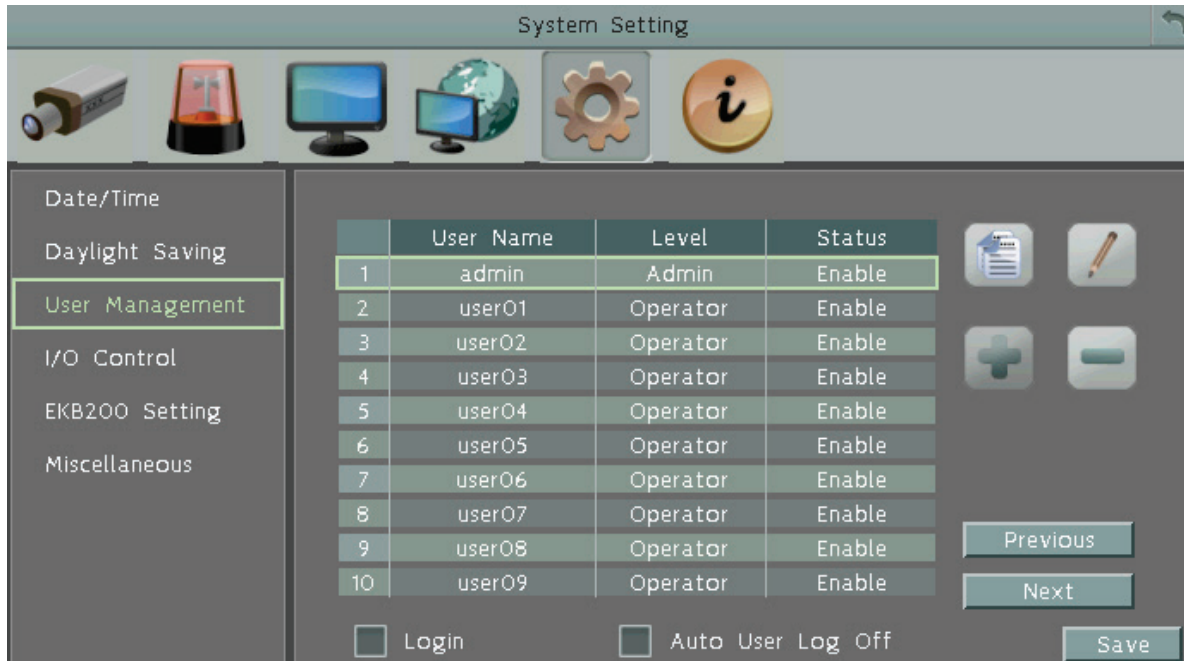 System Setting
Date/Time
Daylight Saving
User Management
I/O Control
EKB200 Setting
Miscellaneous
User Name Level Status
1 admin Admin Enable
2 user01 Operator Enable
3 user02 Operator Enable
4 user03 Operator Enable
5 user04 Operator Enable
6 user05 Operator Enable
7 user06 Operator Enable
8 user07 Operator Enable
9 user08 Operator Enable
10 user09 Operator Enable
Previous
Next
Login Auto User Log Off
Save